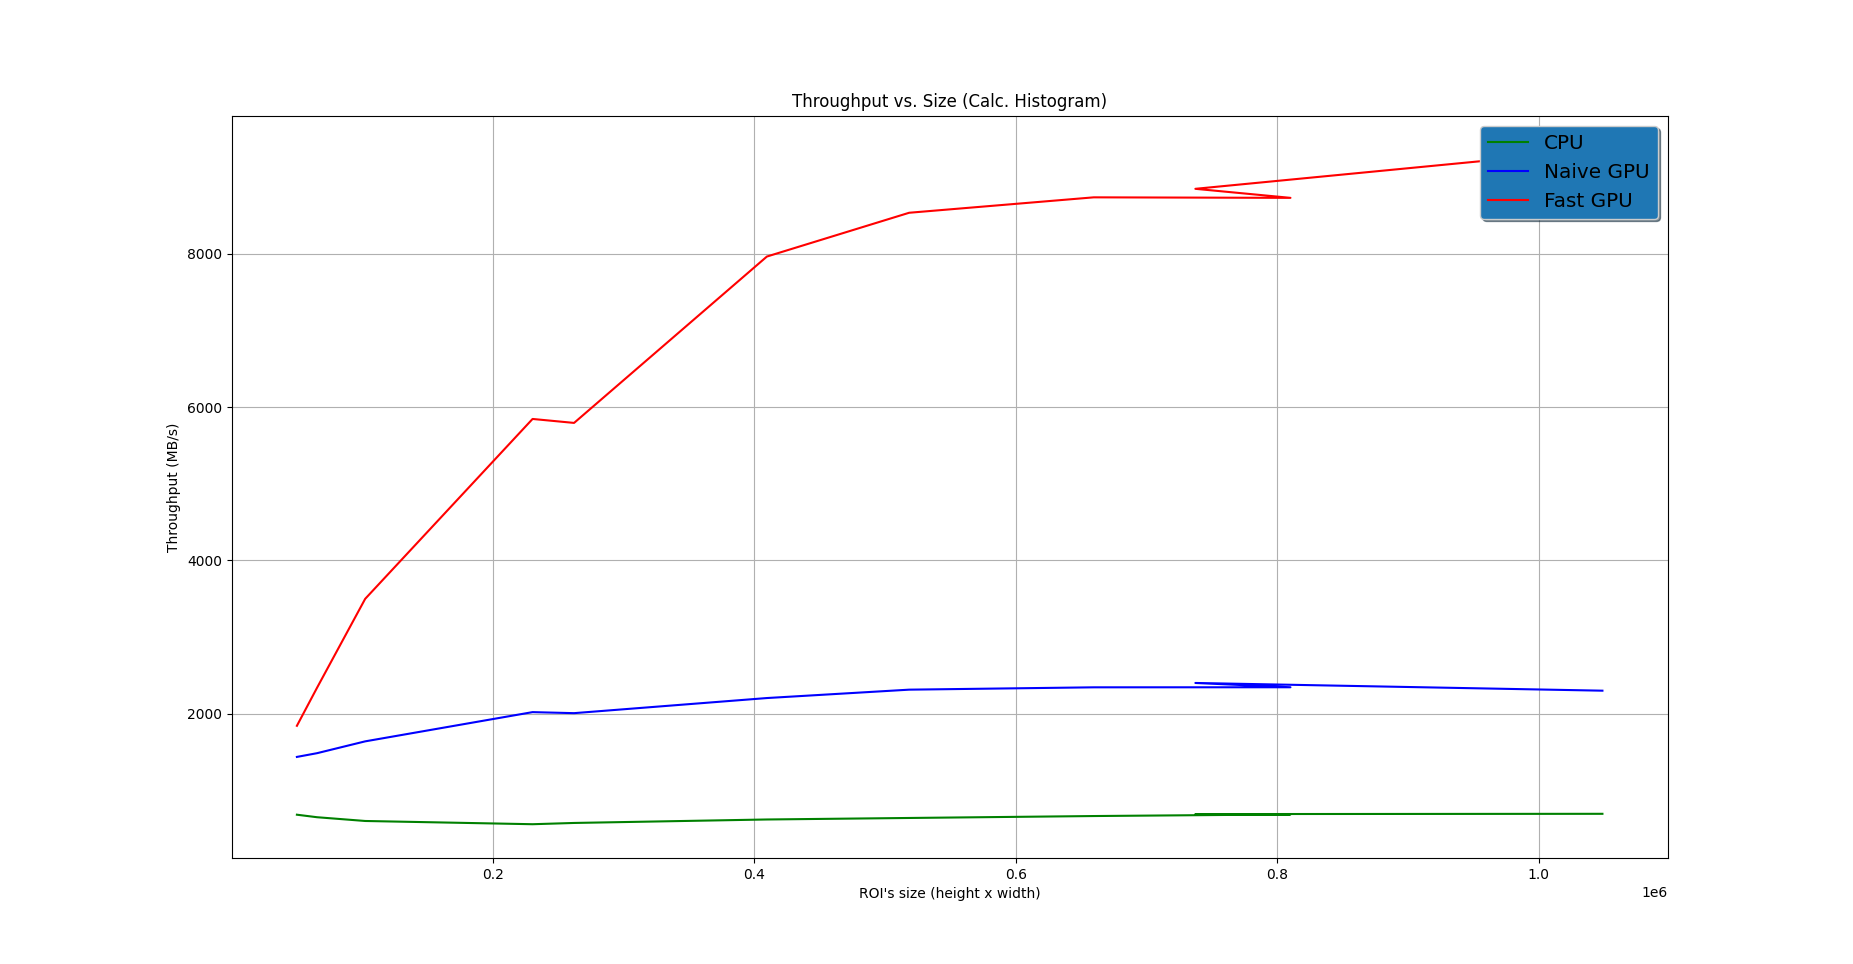 Throughput vs. Size (Calc. Histogram)
CPU
Naive GPU
Fast GPU
8000
6000
4000
2000
Throughput (MB/s)
0.2 0.4 0.6 0.8 1.0
1e6
ROI's size (height x width)